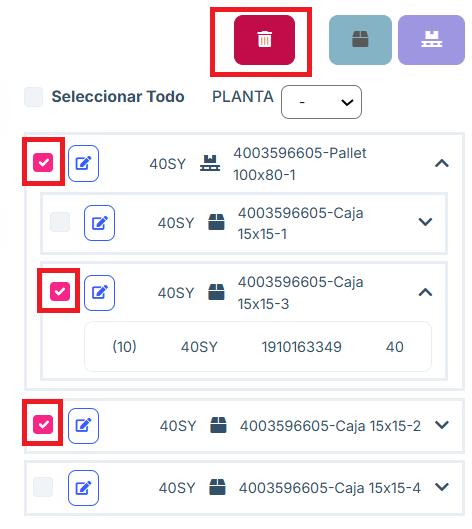 Seleccionar Todo PLANTA -
40SY 4003596605-Pallet
100x80-1
40SY 4003596605-Caja
15x15-1
40SY 4003596605-Caja
15x15-3
(10) 40SY 1910163349 40
40SY 4003596605-Caja 15x15-2
40SY 4003596605-Caja 15x15-4